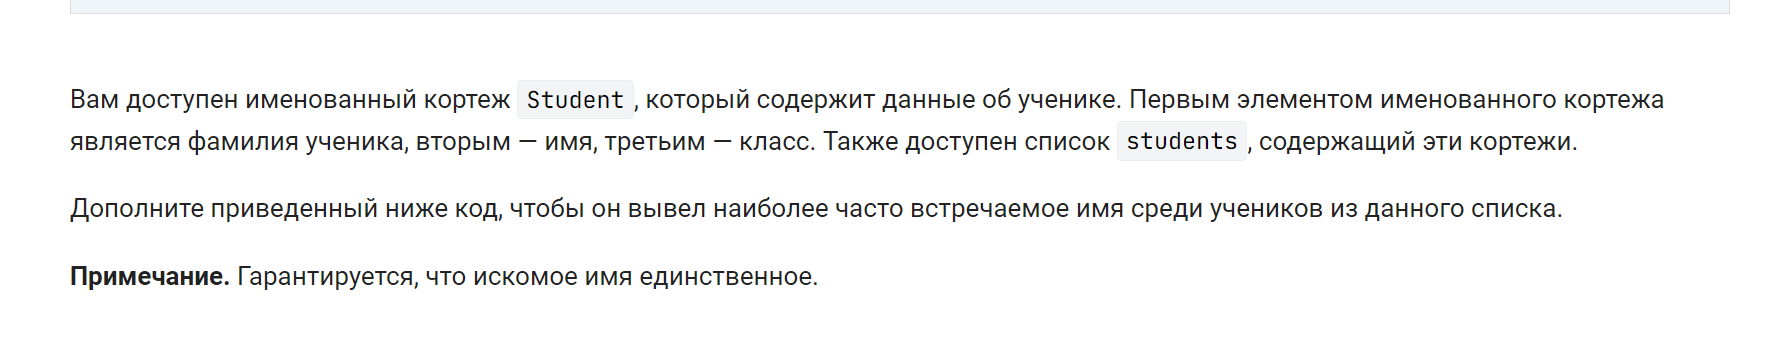 Вам доступен именованный кортеж Student, который содержит данные об ученике. Первым элементом именованного кортежа
является фамилия ученика, вторым — имя, третьим — класс. Также доступен список students, содержащий эти кортежи.
Дополните приведенный ниже код, чтобы он вывел наиболее часто встречаемое имя среди учеников из данного списка.
Примечание. Гарантируется, что искомое имя единственное.